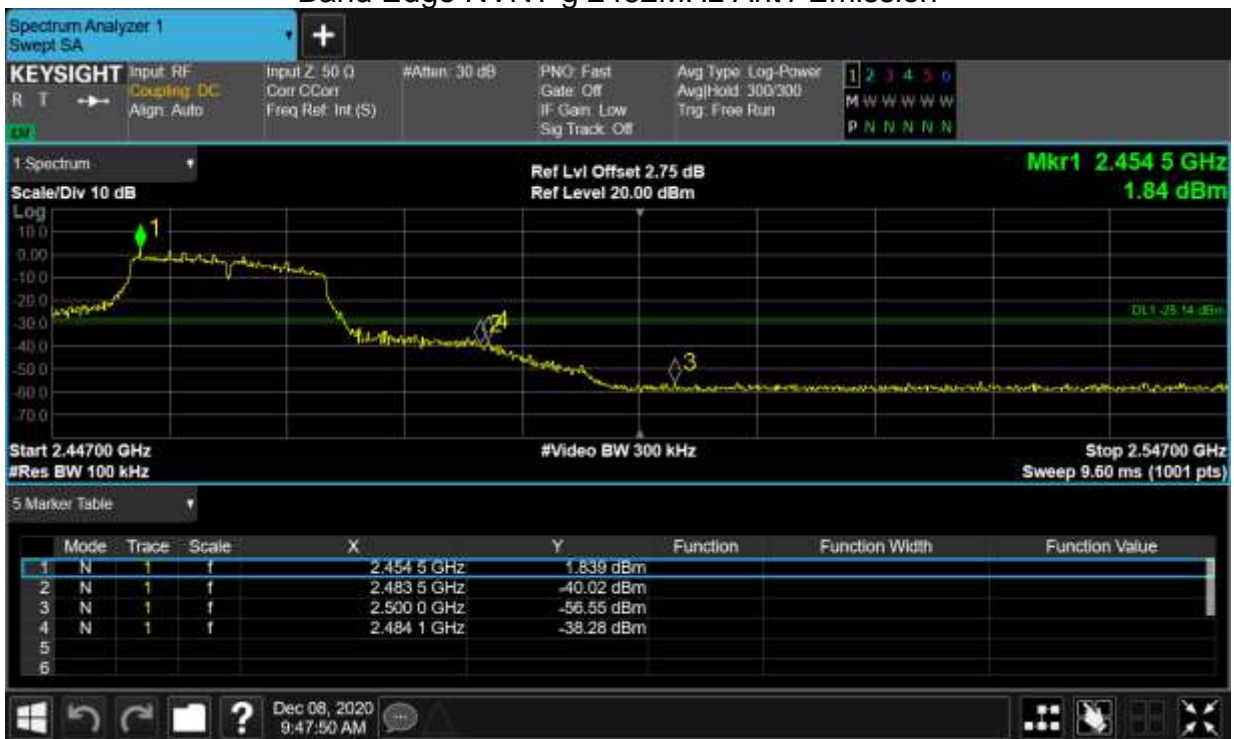 Spectrum Analyzer 1
Swept SA
+
KEYSIGHT Input: RF Input Z: 50 Ω #Atten: 30 dB PNO: Fast Avg Type: Log-Power 1 2 3 4 5 6
R T Coupling: DC Corr CCorr Gate: Off Avg|Hold: 300/300 M W W W W W
Align: Auto Freq Ref: Int (S) IF Gain: Low Trig: Free Run
Sig Track: Off P N N N N N
1 Spectrum Ref Lvl Offset 2.75 dB Mkr1 2.454 5 GHz
Scale/Div 10 dB Ref Level 20.00 dBm 1.84 dBm
Log
10.0
1
0.00
-10.0
-20.0
DL1 -25.14 dBm
-30.0
4
-40.0
-50.0
3
-60.0
-70.0
Start 2.44700 GHz #Video BW 300 kHz Stop 2.54700 GHz
#Res BW 100 kHz Sweep 9.60 ms (1001 pts)
5 Marker Table
Mode Trace Scale X Y Function Function Width Function Value
1 N 1 f 2.454 5 GHz 1.839 dBm
2 N 1 f 2.483 5 GHz -40.02 dBm
3 N 1 f 2.500 0 GHz -56.55 dBm
4 N 1 f 2.484 1 GHz -38.28 dBm
5
6
? Dec 08, 2020
9:47:50 AM